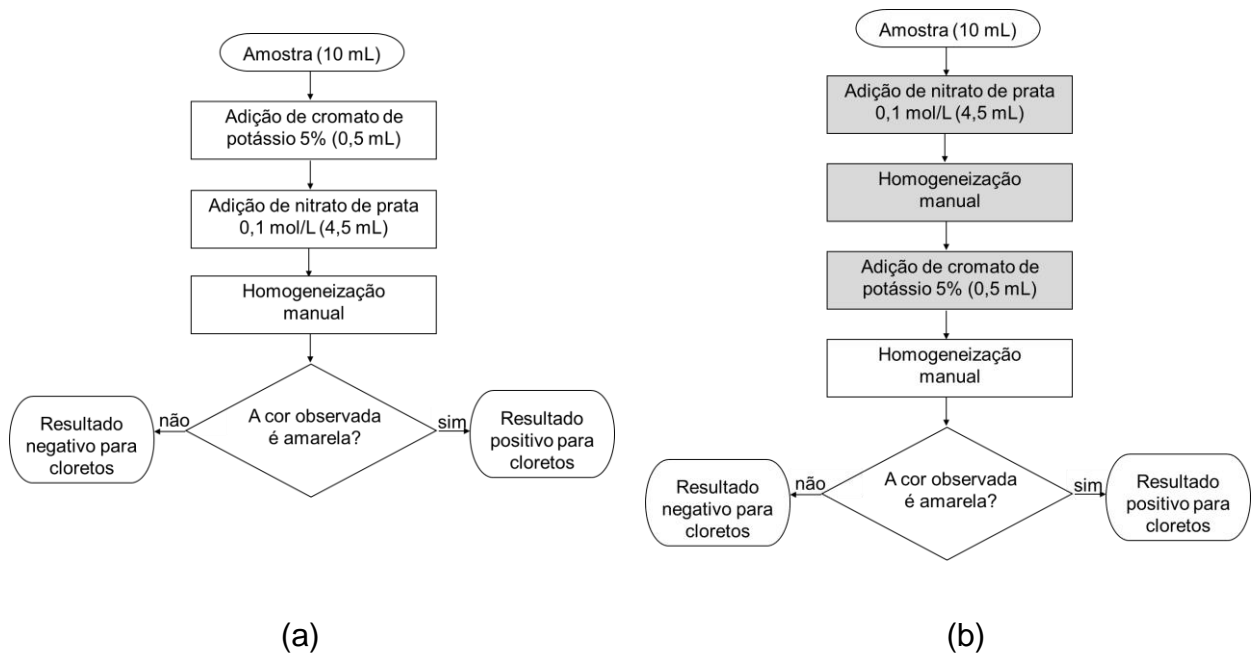 Amostra (10 mL)
Adição de cromato de
potássio 5% (0,5 mL)
Adição de nitrato de prata
0,1 mol/L (4,5 mL)
Homogeneização
manual
A cor observada
é amarela?
não
sim
Resultado
negativo para
cloretos
Resultado
positivo para
cloretos
(a)
Amostra (10 mL)
Adição de nitrato de prata
0,1 mol/L (4,5 mL)
Homogeneização
manual
Adição de cromato de
potássio 5% (0,5 mL)
Homogeneização
manual
A cor observada
é amarela?
não
sim
Resultado
negativo para
cloretos
Resultado
positivo para
cloretos
(b)